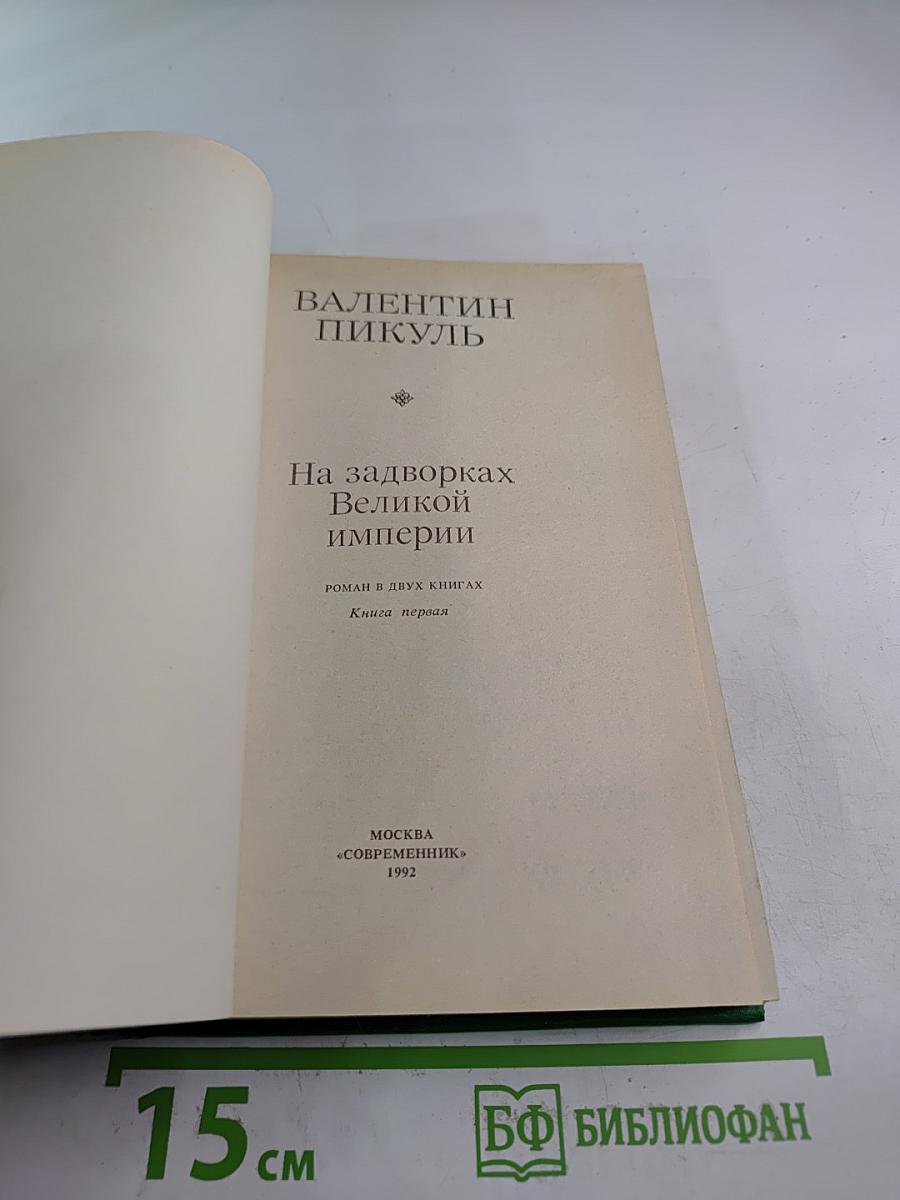 ВАЛЕНТИН
ПИКУЛЬ
На задворках
Великой
империи
РОМАН В ДВУХ КНИГАХ
Книга первая
МОСКВА
«СОВРЕМЕННИК»
1992
15 см
БФ БИБЛИОФАН